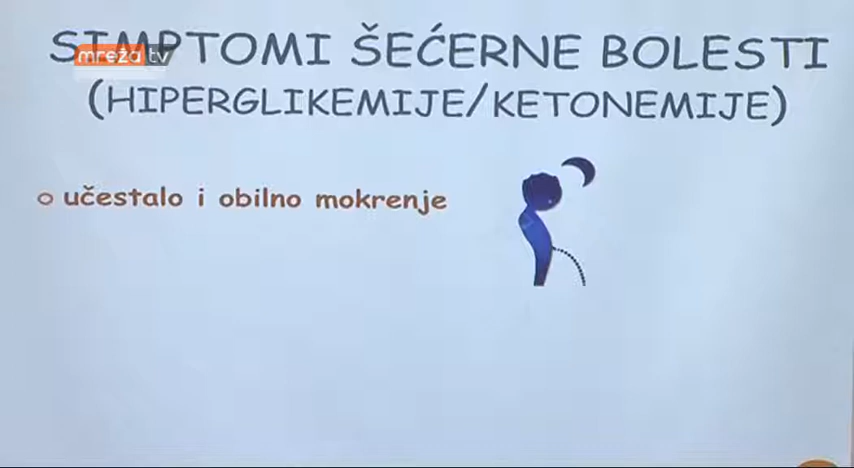 SIMPTOMI ŠEĆERNE BOLESTI
mreža tv
(HIPERGLIKEMIJE/KETONEMIJE)
učestalo i obilno mokrenje